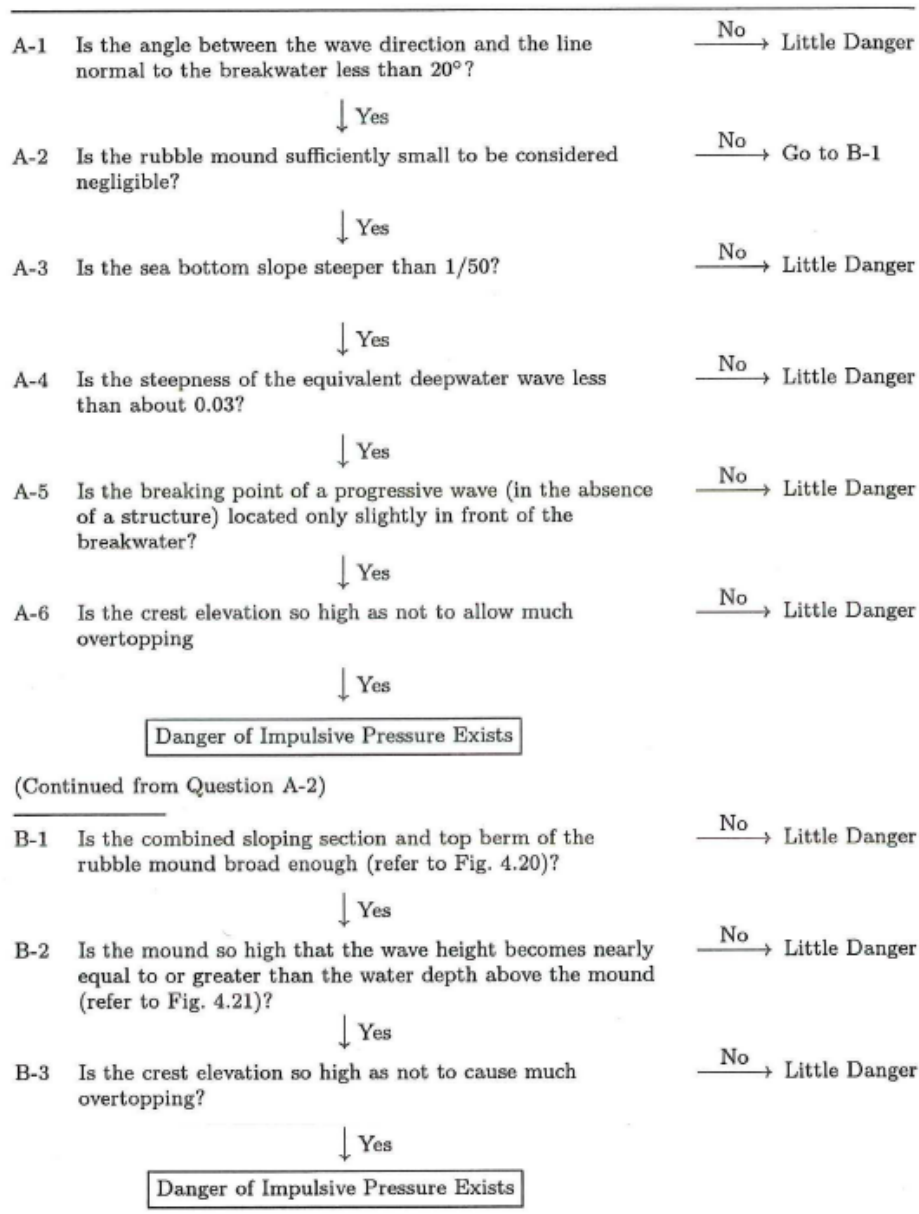 A-1 Is the angle between the wave direction and the line No → Little Danger
normal to the breakwater less than 20°?
↓ Yes
A-2 Is the rubble mound sufficiently small to be considered No → Go to B-1
negligible?
↓ Yes
A-3 Is the sea bottom slope steeper than 1/50? No → Little Danger
↓ Yes
A-4 Is the steepness of the equivalent deepwater wave less No → Little Danger
than about 0.03?
↓ Yes
A-5 Is the breaking point of a progressive wave (in the absence No → Little Danger
of a structure) located only slightly in front of the
breakwater?
↓ Yes
A-6 Is the crest elevation so high as not to allow much No → Little Danger
overtopping
↓ Yes
Danger of Impulsive Pressure Exists
(Continued from Question A-2)
B-1 Is the combined sloping section and top berm of the No → Little Danger
rubble mound broad enough (refer to Fig. 4.20)?
↓ Yes
B-2 Is the mound so high that the wave height becomes nearly No → Little Danger
equal to or greater than the water depth above the mound
(refer to Fig. 4.21)?
↓ Yes
B-3 Is the crest elevation so high as not to cause much No → Little Danger
overtopping?
↓ Yes
Danger of Impulsive Pressure Exists